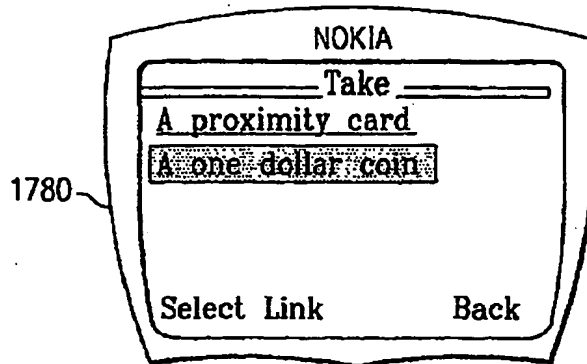 NOKIA
Take
A proximity card
A one dollar coin
1780
Select Link Back